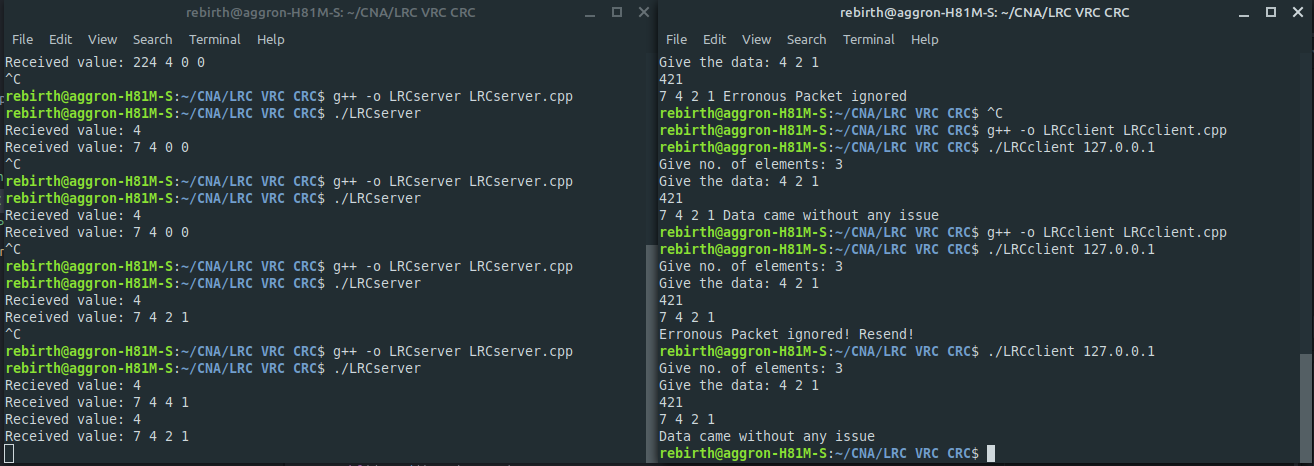 rebirth@aggron-H81M-S: ~/CNA/LRC VRC CRC
File Edit View Search Terminal Help
Received value: 224 4 0 0
^C
rebirth@aggron-H81M-S:~/CNA/LRC VRC CRC$ g++ -o LRCserver LRCserver.cpp
rebirth@aggron-H81M-S:~/CNA/LRC VRC CRC$ ./LRCserver
Recieved value: 4
Received value: 7 4 0 0
^C
rebirth@aggron-H81M-S:~/CNA/LRC VRC CRC$ g++ -o LRCserver LRCserver.cpp
rebirth@aggron-H81M-S:~/CNA/LRC VRC CRC$ ./LRCserver
Recieved value: 4
Received value: 7 4 0 0
^C
rebirth@aggron-H81M-S:~/CNA/LRC VRC CRC$ g++ -o LRCserver LRCserver.cpp
rebirth@aggron-H81M-S:~/CNA/LRC VRC CRC$ ./LRCserver
Recieved value: 4
Received value: 7 4 2 1
^C
rebirth@aggron-H81M-S:~/CNA/LRC VRC CRC$ g++ -o LRCserver LRCserver.cpp
rebirth@aggron-H81M-S:~/CNA/LRC VRC CRC$ ./LRCserver
Recieved value: 4
Received value: 7 4 4 1
Recieved value: 4
Received value: 7 4 2 1
rebirth@aggron-H81M-S: ~/CNA/LRC VRC CRC
File Edit View Search Terminal Help
Give the data: 4 2 1
421
7 4 2 1 Erronous Packet ignored
rebirth@aggron-H81M-S:~/CNA/LRC VRC CRC$ ^C
rebirth@aggron-H81M-S:~/CNA/LRC VRC CRC$ g++ -o LRCclient LRCclient.cpp
rebirth@aggron-H81M-S:~/CNA/LRC VRC CRC$ ./LRCclient 127.0.0.1
Give no. of elements: 3
Give the data: 4 2 1
421
7 4 2 1 Data came without any issue
rebirth@aggron-H81M-S:~/CNA/LRC VRC CRC$ g++ -o LRCclient LRCclient.cpp
rebirth@aggron-H81M-S:~/CNA/LRC VRC CRC$ ./LRCclient 127.0.0.1
Give no. of elements: 3
Give the data: 4 2 1
421
7 4 2 1
Erronous Packet ignored! Resend!
rebirth@aggron-H81M-S:~/CNA/LRC VRC CRC$ ./LRCclient 127.0.0.1
Give no. of elements: 3
Give the data: 4 2 1
421
7 4 2 1
Data came without any issue
rebirth@aggron-H81M-S:~/CNA/LRC VRC CRC$